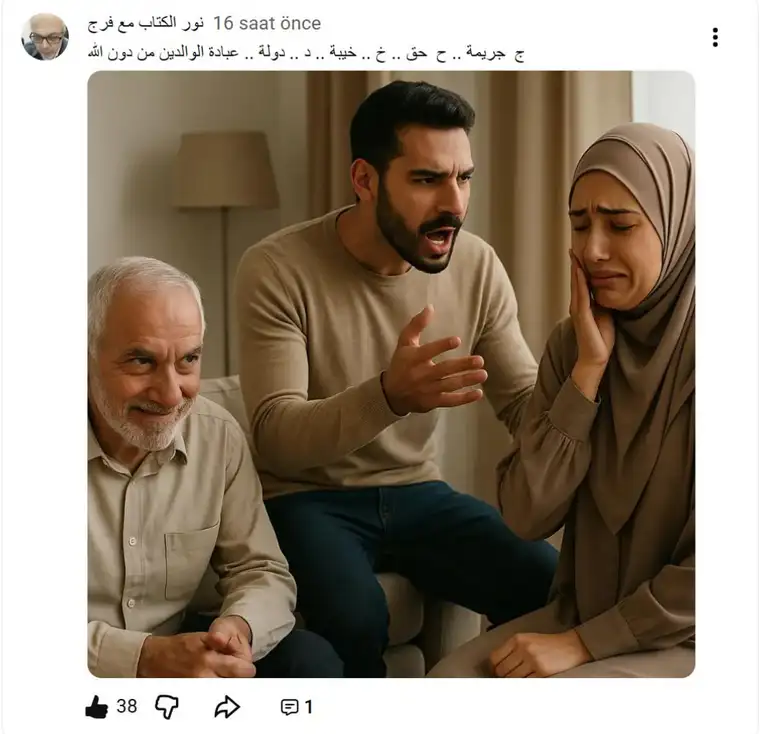 نور الكتاب مع فرج 16 saat önce
ج جريمة .. ح حق .. خ .. خيبة .. د .. دولة .. عبادة الوالدين من دون الله
38 1